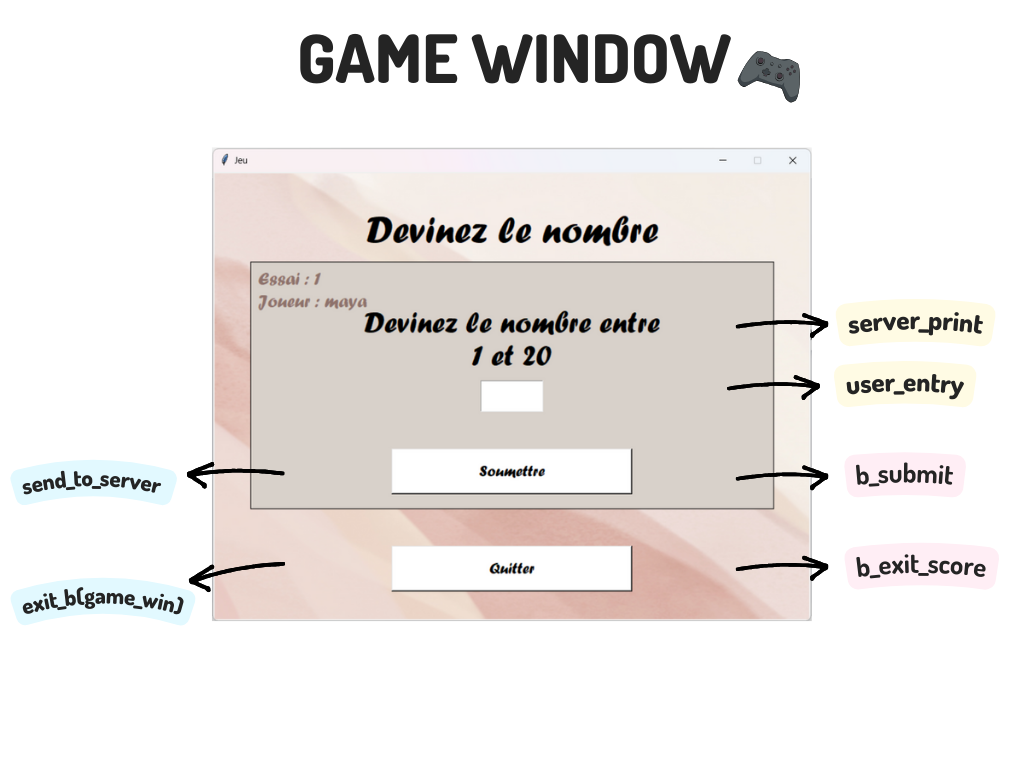 GAME WINDOW
Jeu
Devinez le nombre
Essai : 1
Joueur : maya
Devinez le nombre entre
1 et 20
server_print
user_entry
Soumettre
send_to_server
b_submit
Quitter
b_exit_score
exit_b(game_win)